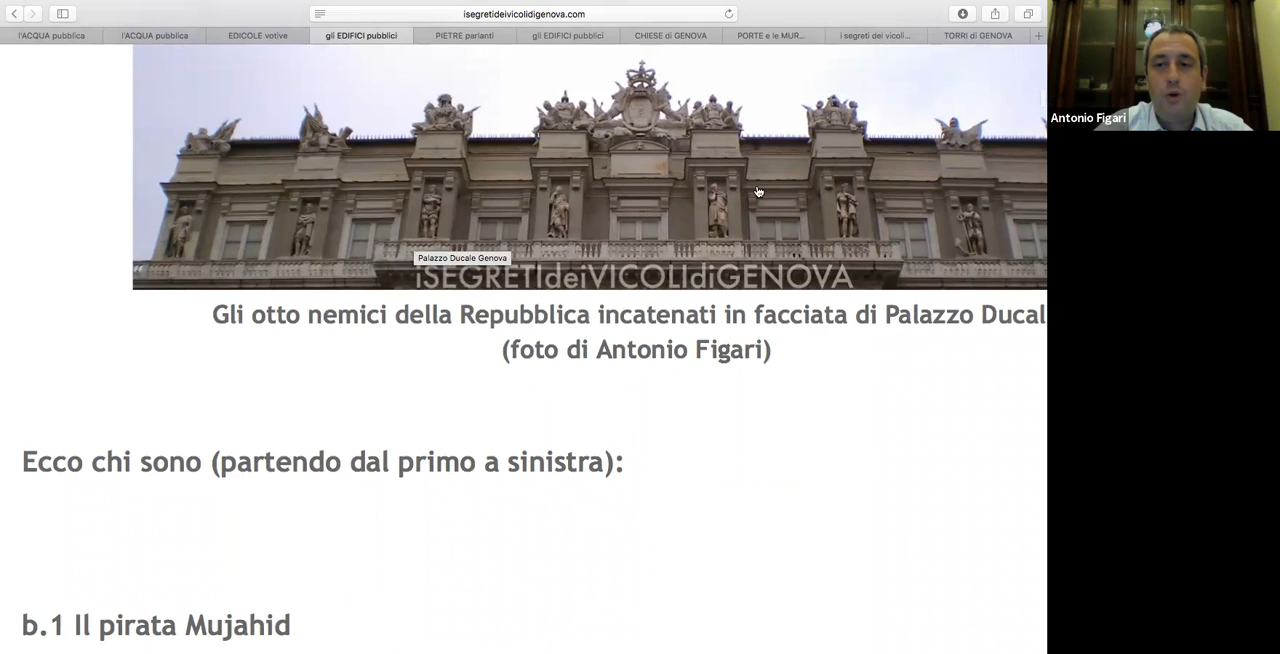 isegretideivicolidigenova.com
l'ACQUA pubblica
l'ACQUA pubblica
EDICOLE votive
gli EDIFICI pubblici
PIETRE parlanti
gli EDIFICI pubblici
CHIESE di GENOVA
PORTE e le MUR...
i segreti dei vicoli...
TORRI di GENOVA
Antonio Figari
Palazzo Ducale Genova
iSEGRETIdeiVICOLIdiGENOVA
Gli otto nemici della Repubblica incatenati in facciata di Palazzo Ducal
(foto di Antonio Figari)
Ecco chi sono (partendo dal primo a sinistra):
b.1 Il pirata Mujahid